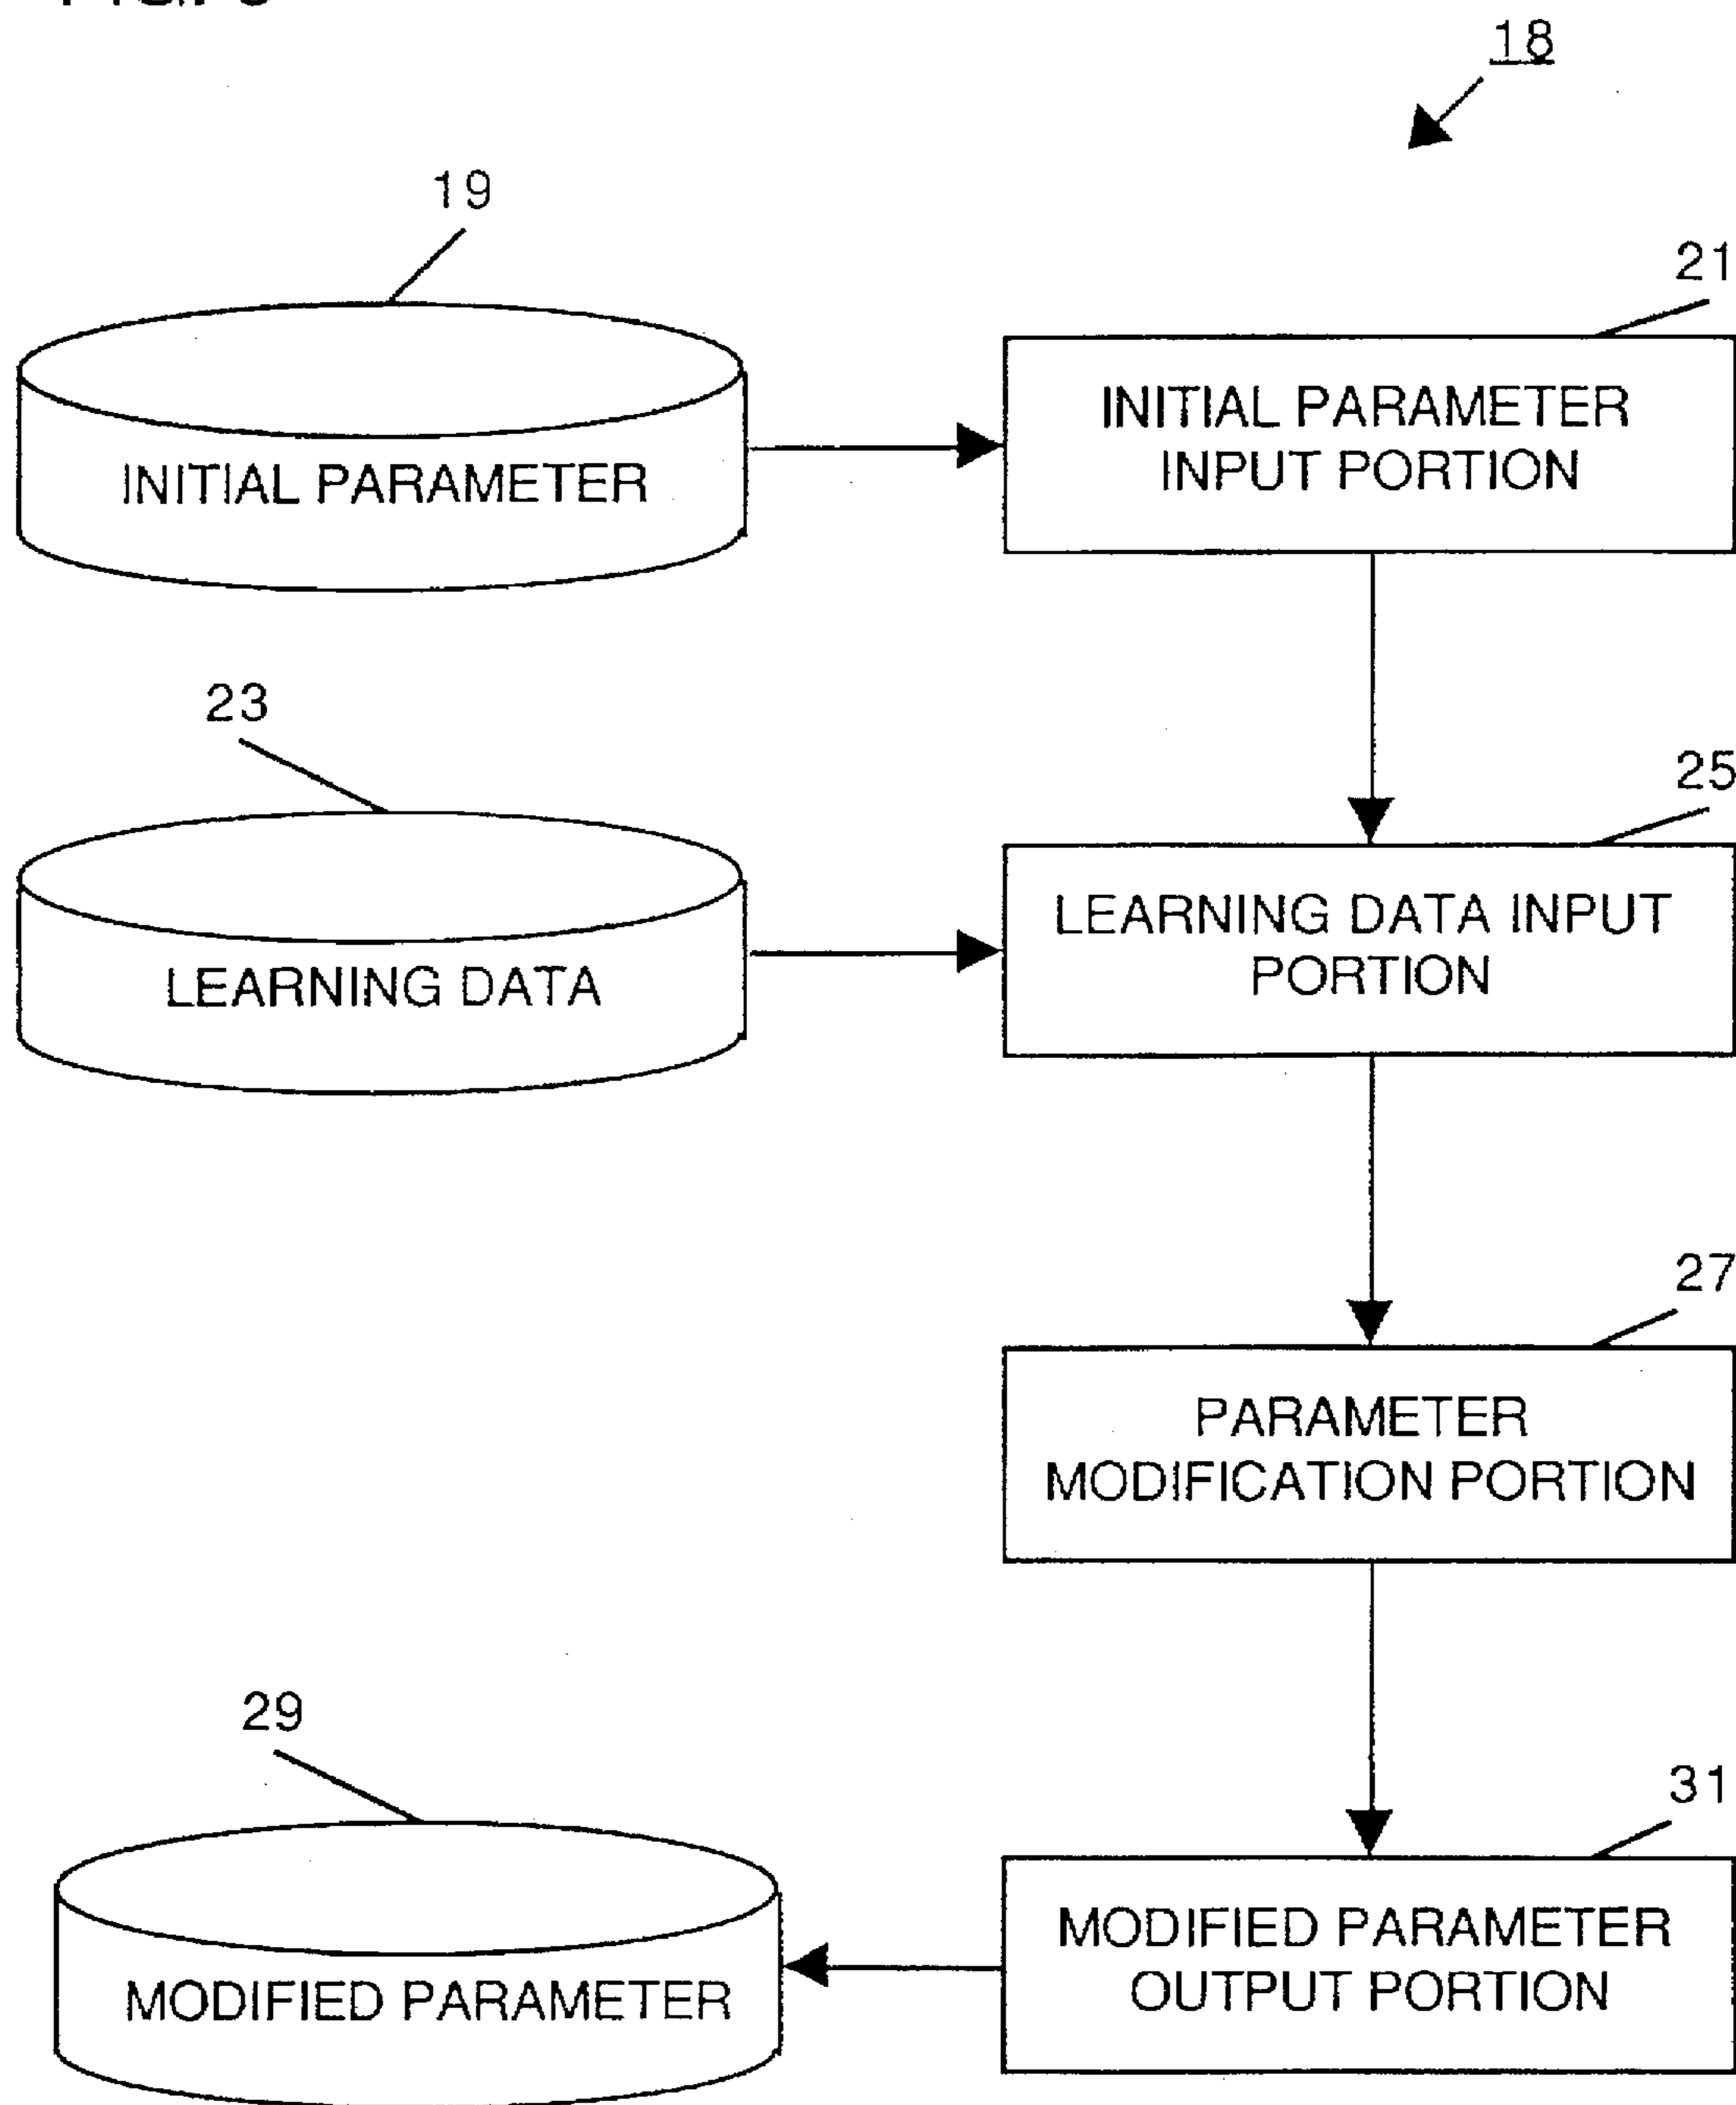 18
19
21
INITIAL PARAMETER
INITIAL PARAMETER
INPUT PORTION
23
25
LEARNING DATA
LEARNING DATA INPUT
PORTION
27
PARAMETER
MODIFICATION PORTION
29
31
MODIFIED PARAMETER
MODIFIED PARAMETER
OUTPUT PORTION